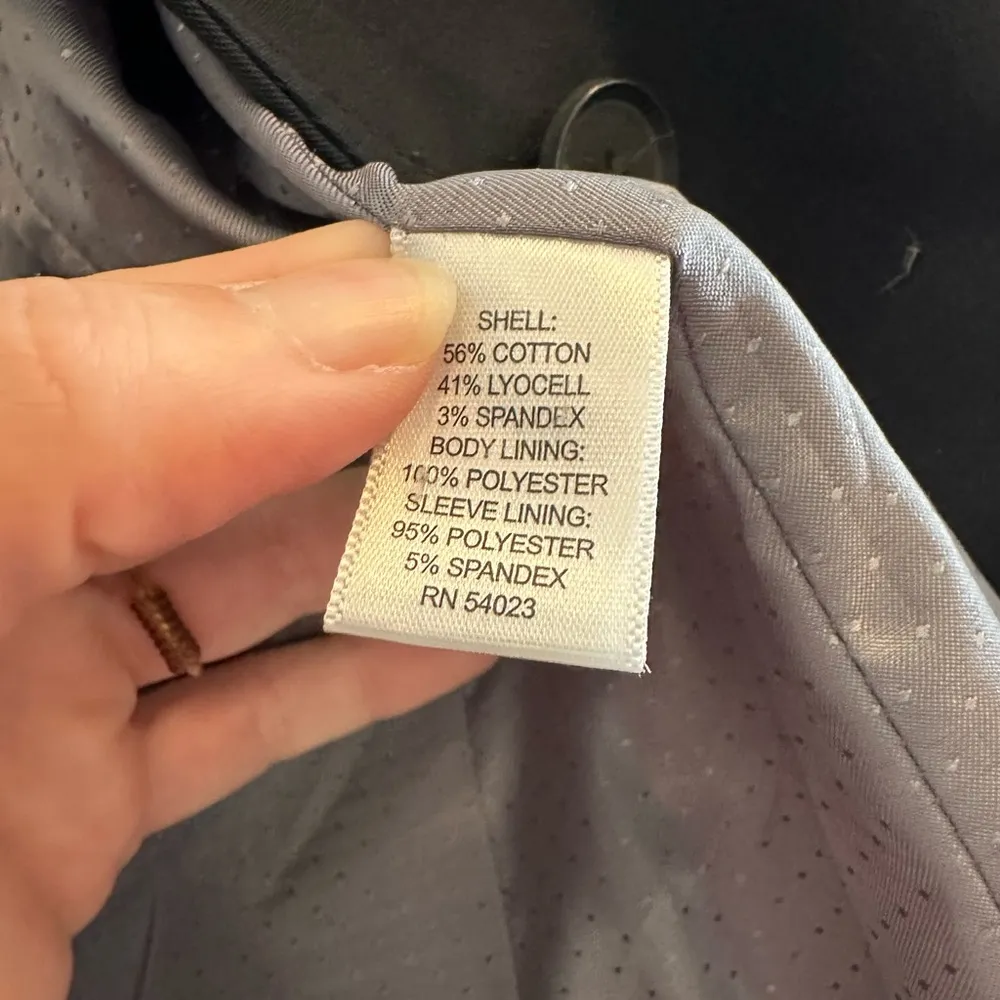 SHELL:
56% COTTON
41% LYOCELL
3% SPANDEX
BODY LINING:
100% POLYESTER
SLEEVE LINING:
95% POLYESTER
5% SPANDEX
RN 54023